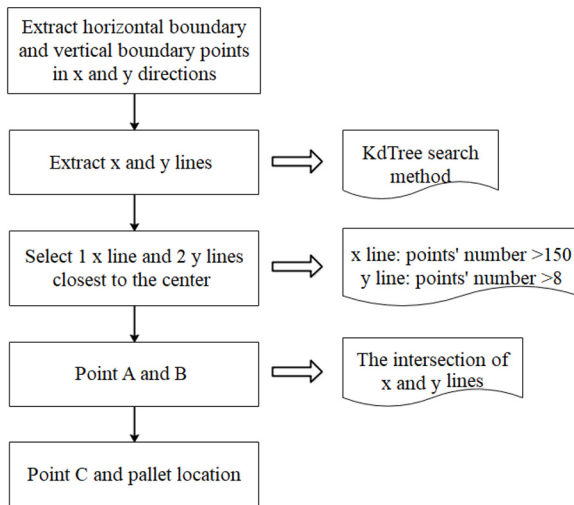 Extract horizontal boundary
and vertical boundary points
in x and y directions
Extract x and y lines
KdTree search
method
Select 1 x line and 2 y lines
closest to the center
x line: points' number >150
y line: points' number >8
Point A and B
The intersection of
x and y lines
Point C and pallet location